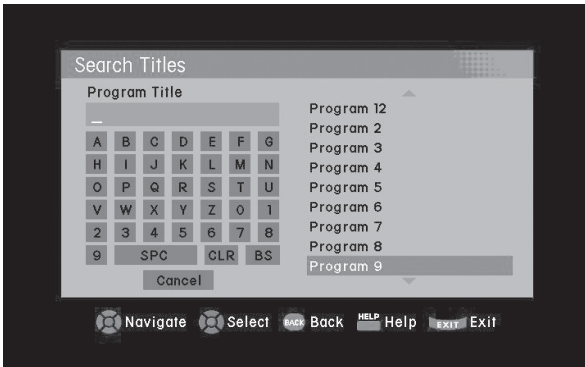 Search Titles
Program Title
_
A B C D E F G
H I J K L M N
O P Q R S T U
V W X Y Z 0 1
2 3 4 5 6 7 8
9 SPC CLR BS
Cancel
Program 12
Program 2
Program 3
Program 4
Program 5
Program 6
Program 7
Program 8
Program 9
Navigate Select BACK Back HELP Help EXIT Exit